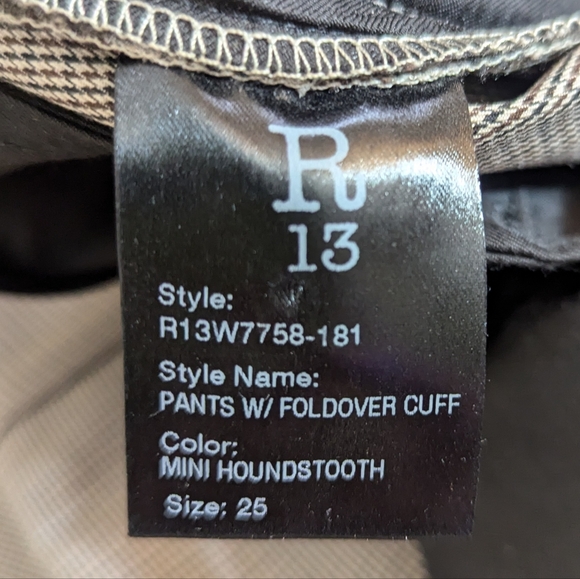 R
13
Style:
R13W7758-181
Style Name:
PANTS W/ FOLDOVER CUFF
Color:
MINI HOUNDSTOOTH
Size: 25